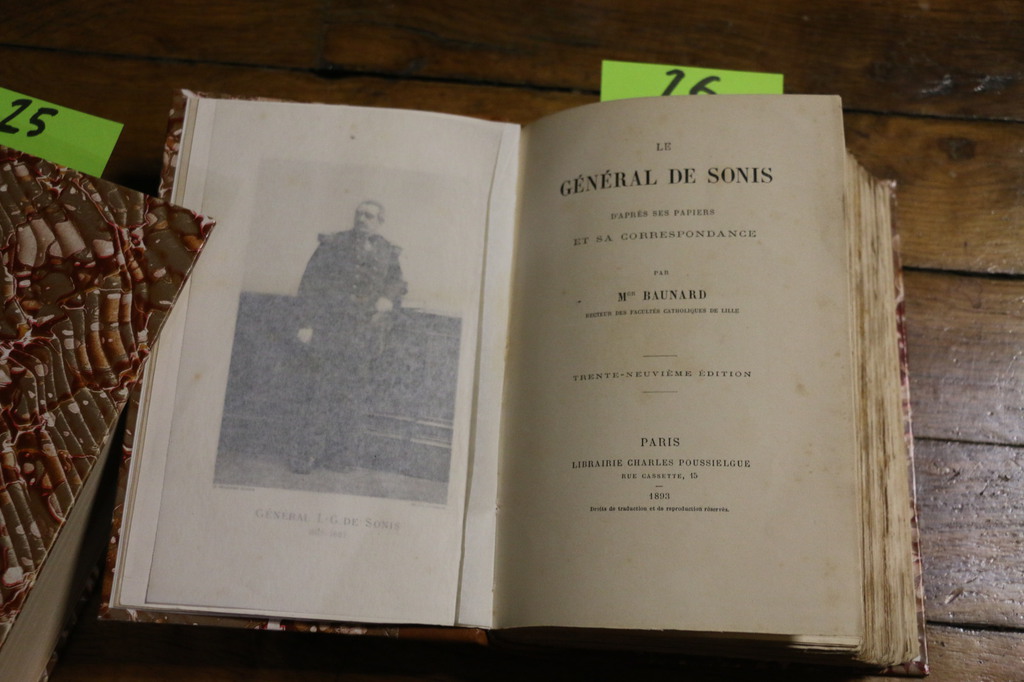 25
26
GÉNÉRAL L.-G. DE SONIS
LE
GÉNÉRAL DE SONIS
D'APRÈS SES PAPIERS
ET SA CORRESPONDANCE
PAR
Mgr BAUNARD
RECTEUR DES FACULTÉS CATHOLIQUES DE LILLE
TRENTE-NEUVIÈME ÉDITION
PARIS
LIBRAIRIE CHARLES POUSSIELGUE
RUE CASSETTE, 15
1893
Droits de traduction et de reproduction réservés.